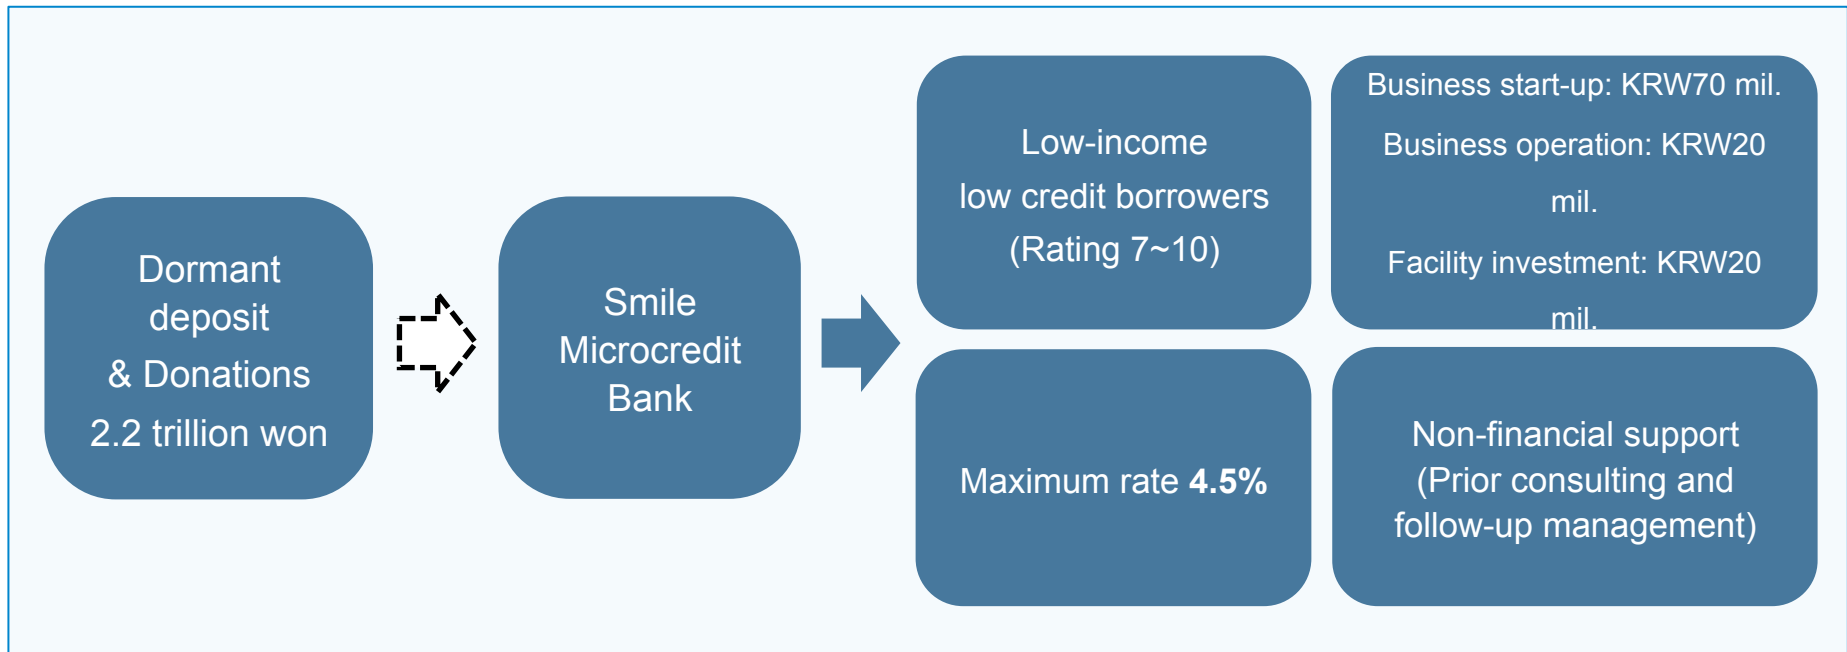 Dormant
deposit
& Donations
2.2 trillion won
Smile
Microcredit
Bank
Low-income
low credit borrowers
(Rating 7~10)
Business start-up: KRW70 mil.
Business operation: KRW20
mil.
Facility investment: KRW20
mil.
Maximum rate 4.5%
Non-financial support
(Prior consulting and
follow-up management)